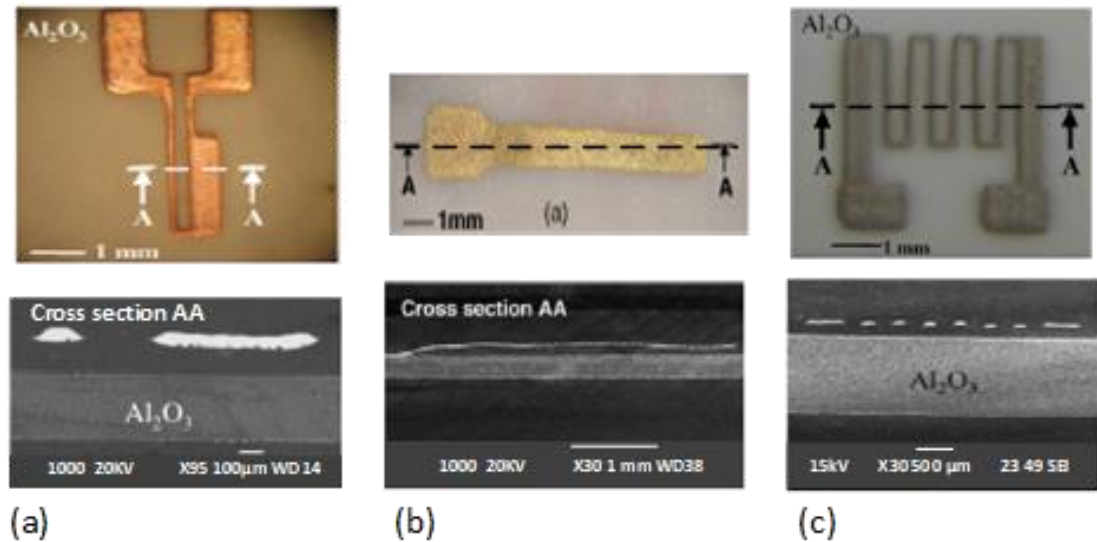 Al₂O₃
A A
1 mm
A A
1mm
(a)
Al₂O₃
A A
1 mm
Cross section AA
Al₂O₃
1000 20KV X95 100µm WD14
Cross section AA
1000 20KV X30 1 mm WD38
Al₂O₃
15kV X30 500 µm 23 49 SB
(a)
(b)
(c)